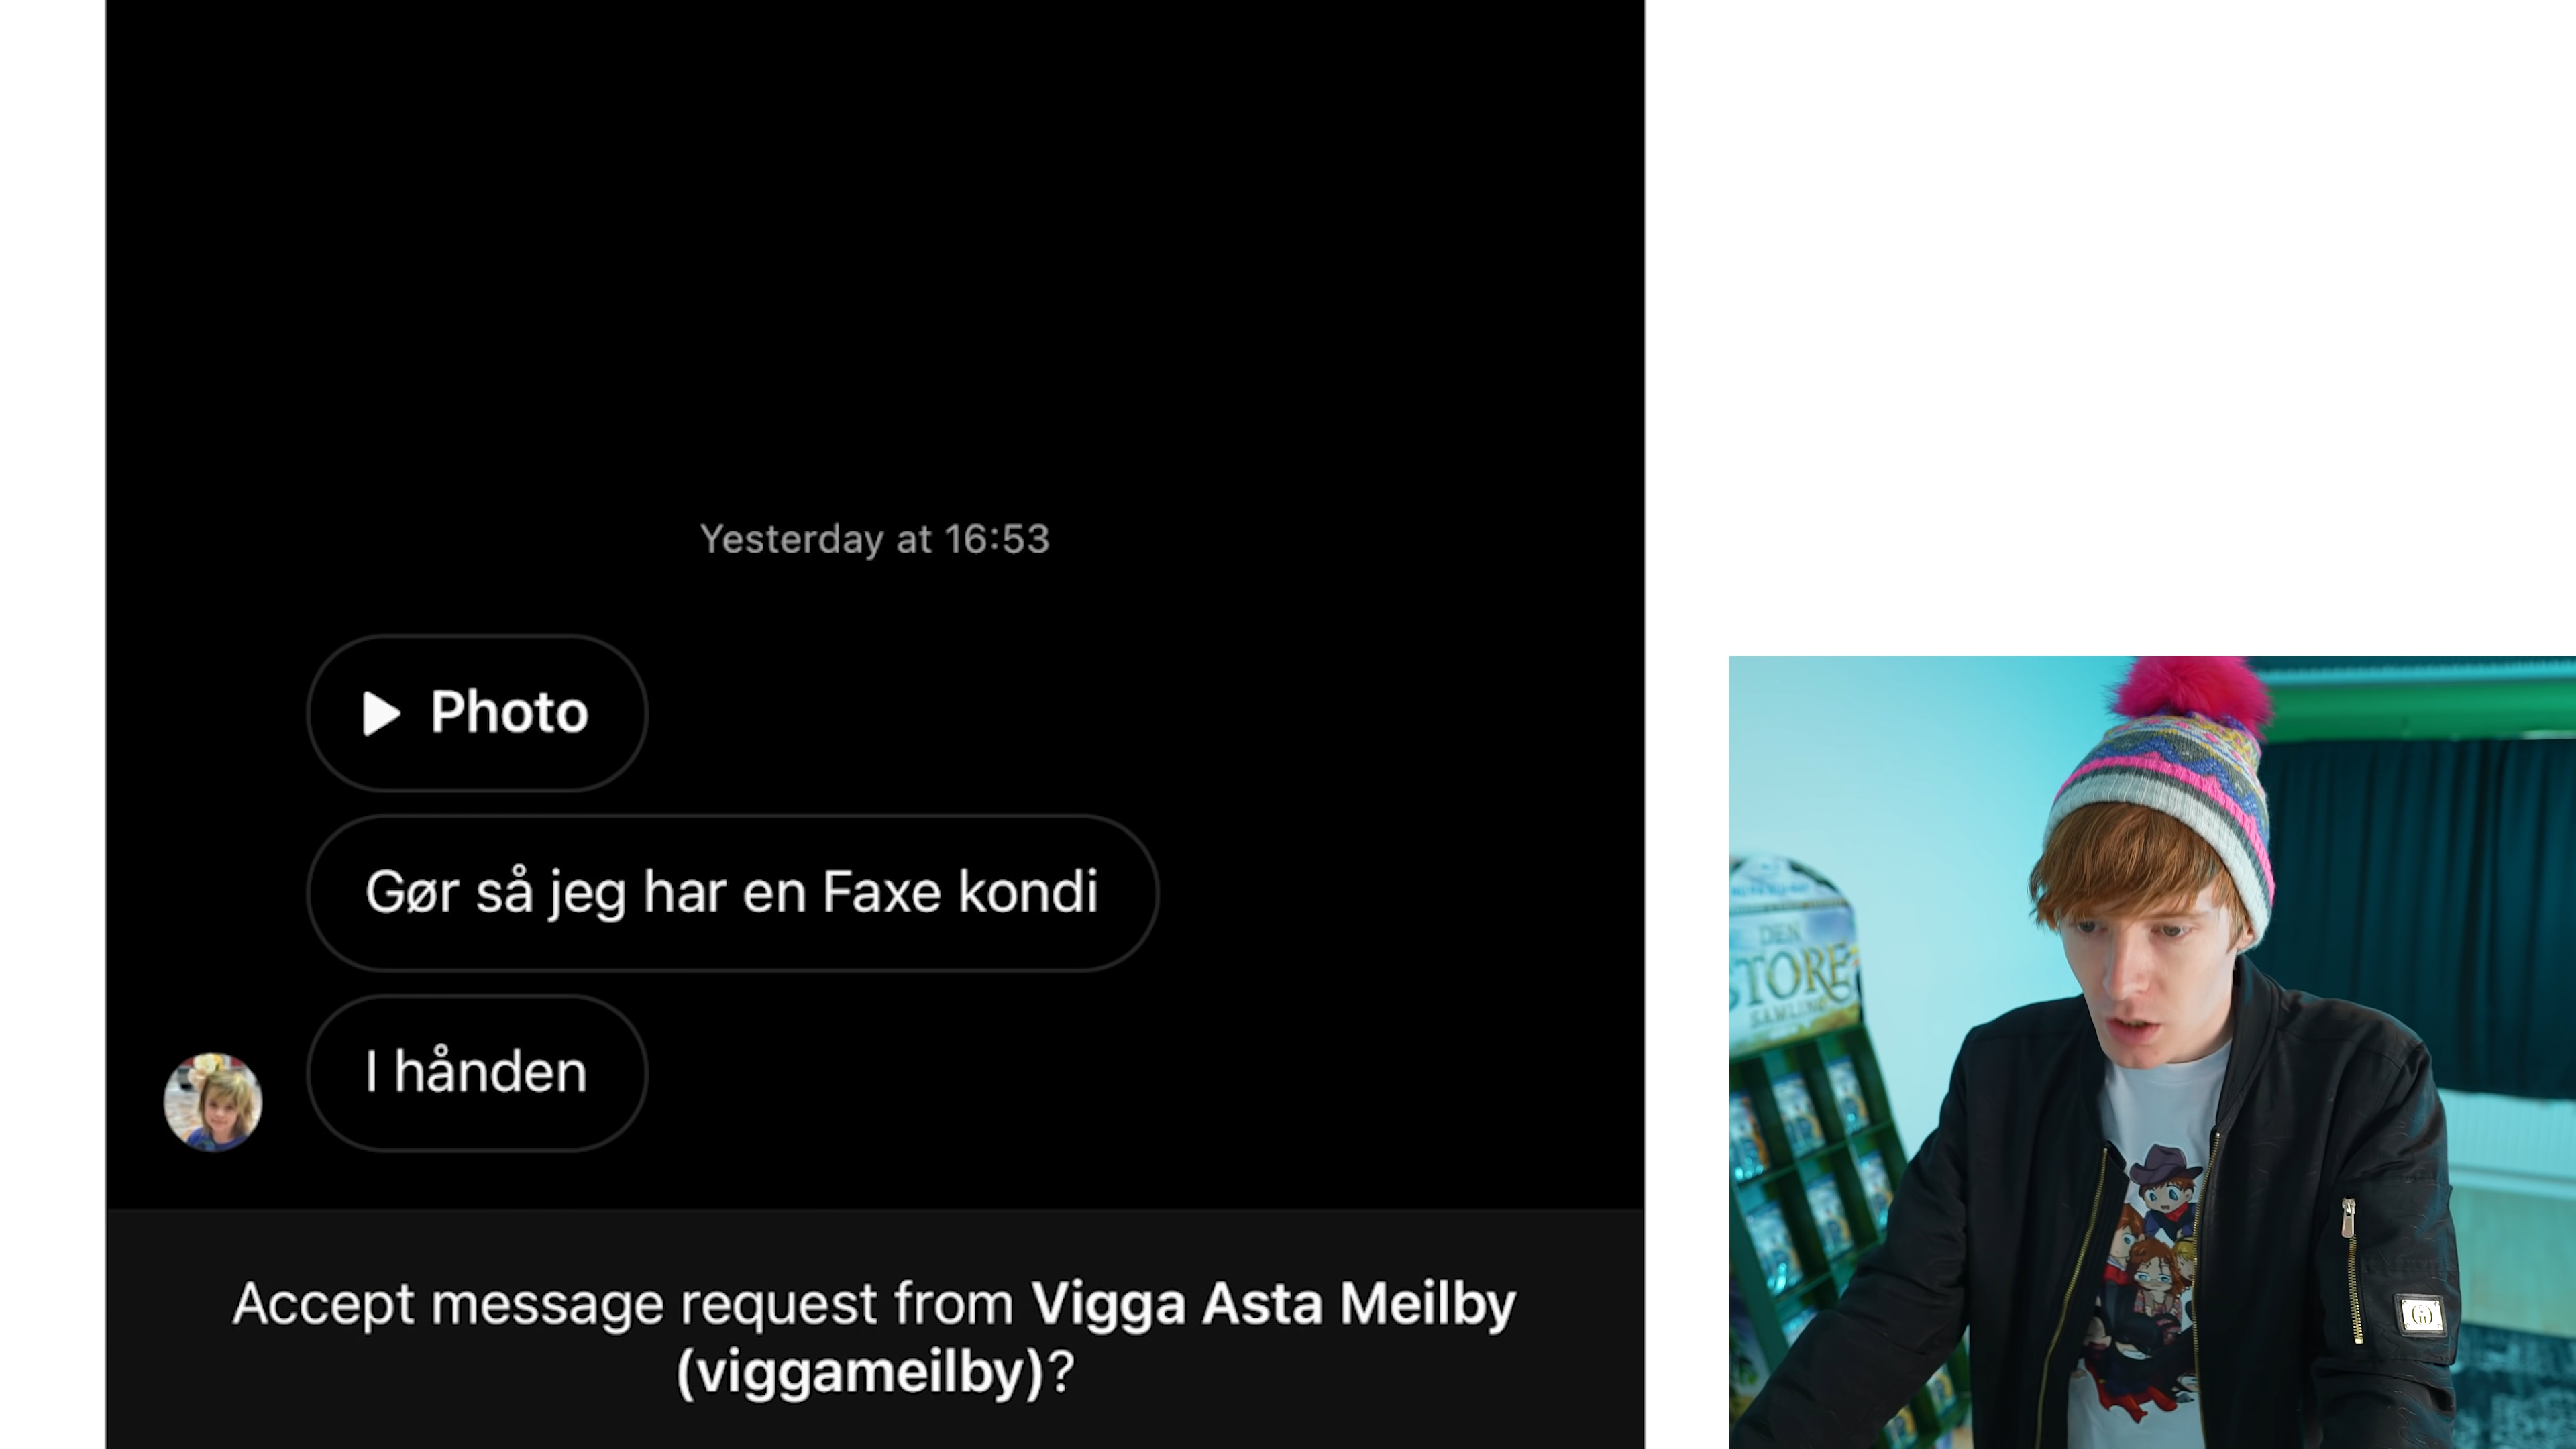 Yesterday at 16:53
Photo
Gør så jeg har en Faxe kondi
I hånden
Accept message request from Vigga Asta Meilby
(viggameilby)?
DEN
STORE
SAMLING